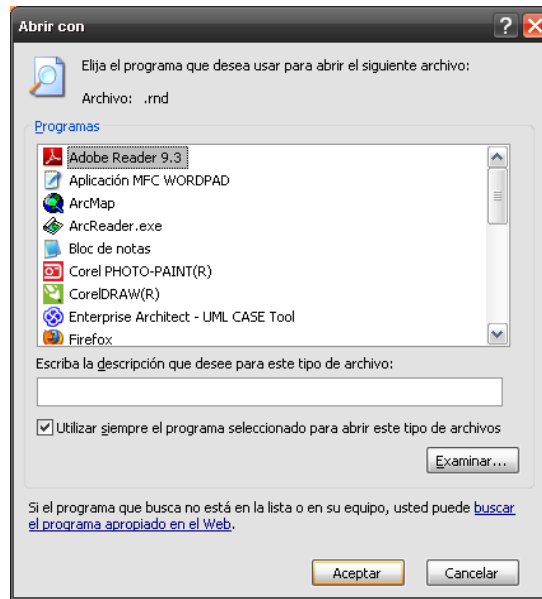 Abrir con
Elija el programa que desea usar para abrir el siguiente archivo:
Archivo: .rnd
Programas
Adobe Reader 9.3
Aplicación MFC WORDPAD
ArcMap
ArcReader.exe
Bloc de notas
Corel PHOTO-PAINT(R)
CorelDRAW(R)
Enterprise Architect - UML CASE Tool
Firefox
Escriba la descripción que desee para este tipo de archivo:
Utilizar siempre el programa seleccionado para abrir este tipo de archivos
Examinar...
Si el programa que busca no está en la lista o en su equipo, usted puede buscar
el programa apropiado en el Web.
Aceptar Cancelar